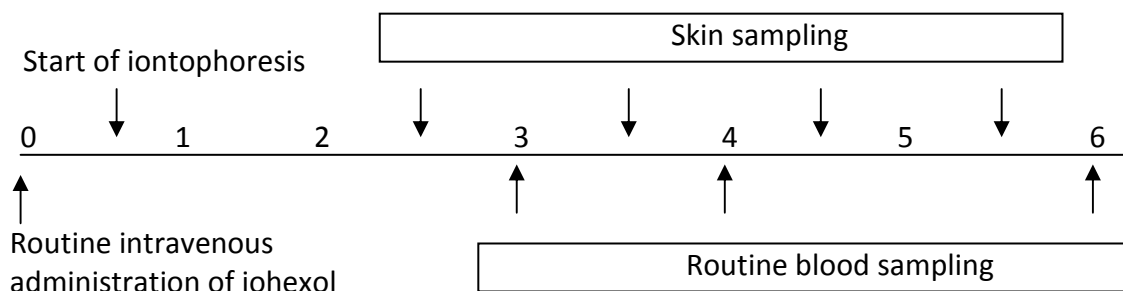 Skin sampling
Start of iontophoresis
0 1 2 3 4 5 6
Routine intravenous
administration of iohexol
Routine blood sampling